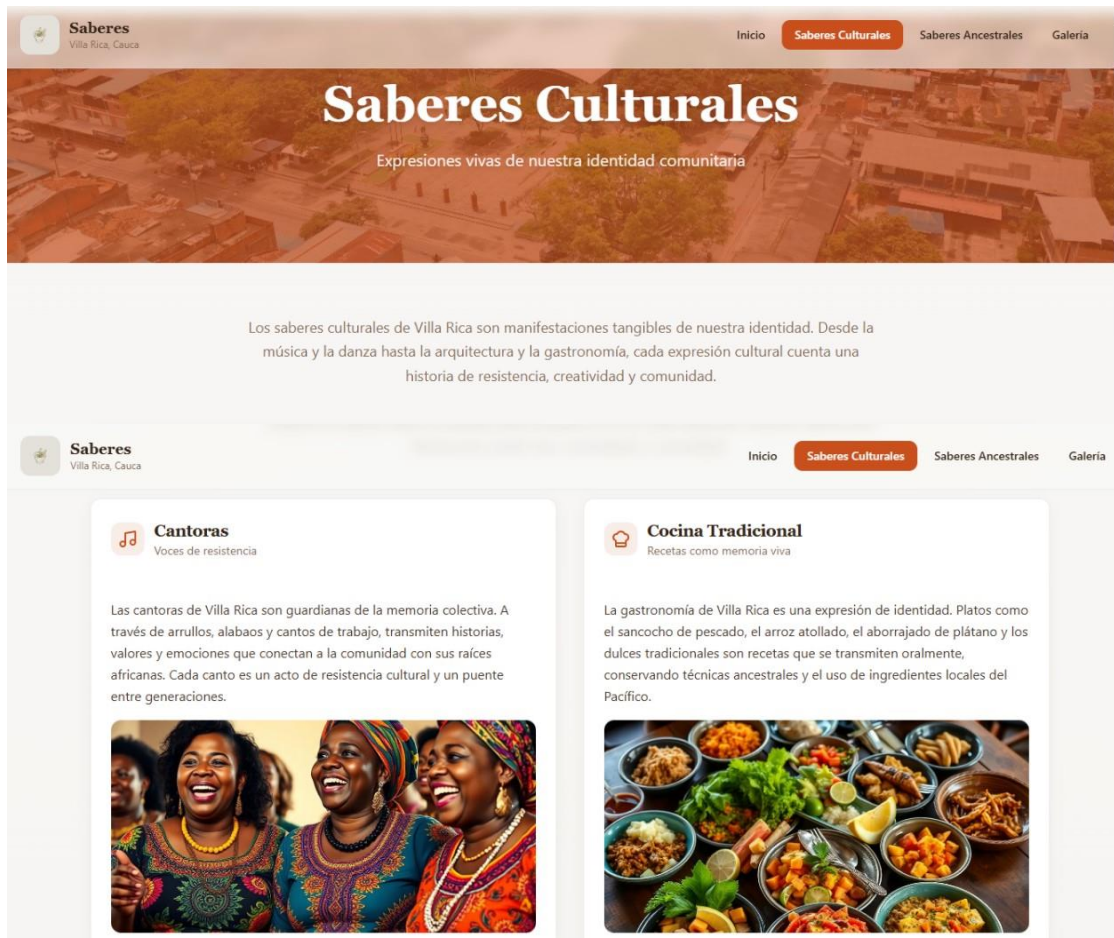 Saberes
Villa Rica, Cauca
Inicio
Saberes Culturales
Saberes Ancestrales
Galería
Saberes Culturales
Expresiones vivas de nuestra identidad comunitaria
Los saberes culturales de Villa Rica son manifestaciones tangibles de nuestra identidad. Desde la
música y la danza hasta la arquitectura y la gastronomía, cada expresión cultural cuenta una
historia de resistencia, creatividad y comunidad.
Saberes
Villa Rica, Cauca
Inicio
Saberes Culturales
Saberes Ancestrales
Galería
Cantoras
Voces de resistencia
Las cantoras de Villa Rica son guardianas de la memoria colectiva. A
través de arrullos, alabaos y cantos de trabajo, transmiten historias,
valores y emociones que conectan a la comunidad con sus raíces
africanas. Cada canto es un acto de resistencia cultural y un puente
entre generaciones.
Cocina Tradicional
Recetas como memoria viva
La gastronomía de Villa Rica es una expresión de identidad. Platos como
el sancocho de pescado, el arroz atollado, el aborrajado de plátano y los
dulces tradicionales son recetas que se transmiten oralmente,
conservando técnicas ancestrales y el uso de ingredientes locales del
Pacífico.